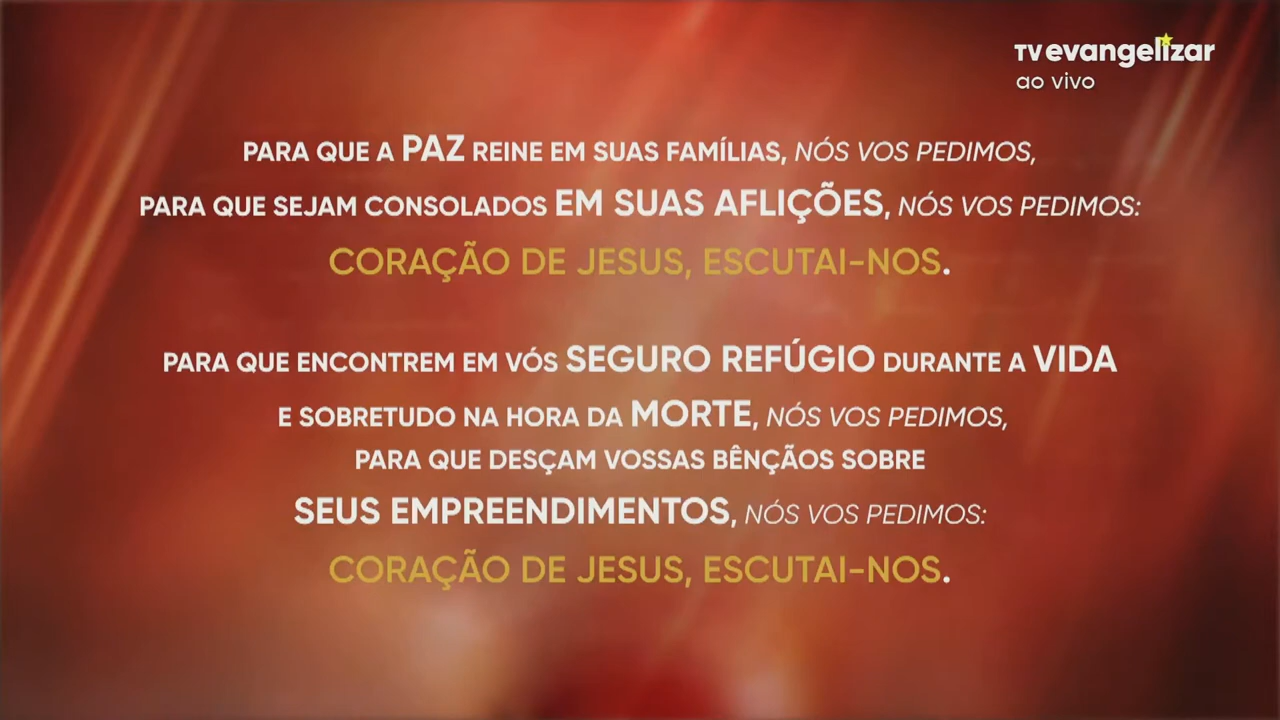 TV evangelizar
ao vivo
PARA QUE A PAZ REINE EM SUAS FAMÍLIAS, NÓS VOS PEDIMOS,
PARA QUE SEJAM CONSOLADOS EM SUAS AFLIÇÕES, NÓS VOS PEDIMOS:
CORAÇÃO DE JESUS, ESCUTAI-NOS.
PARA QUE ENCONTREM EM VÓS SEGURO REFÚGIO DURANTE A VIDA
E SOBRETUDO NA HORA DA MORTE, NÓS VOS PEDIMOS,
PARA QUE DESÇAM VOSSAS BÊNÇÃOS SOBRE
SEUS EMPREENDIMENTOS, NÓS VOS PEDIMOS:
CORAÇÃO DE JESUS, ESCUTAI-NOS.